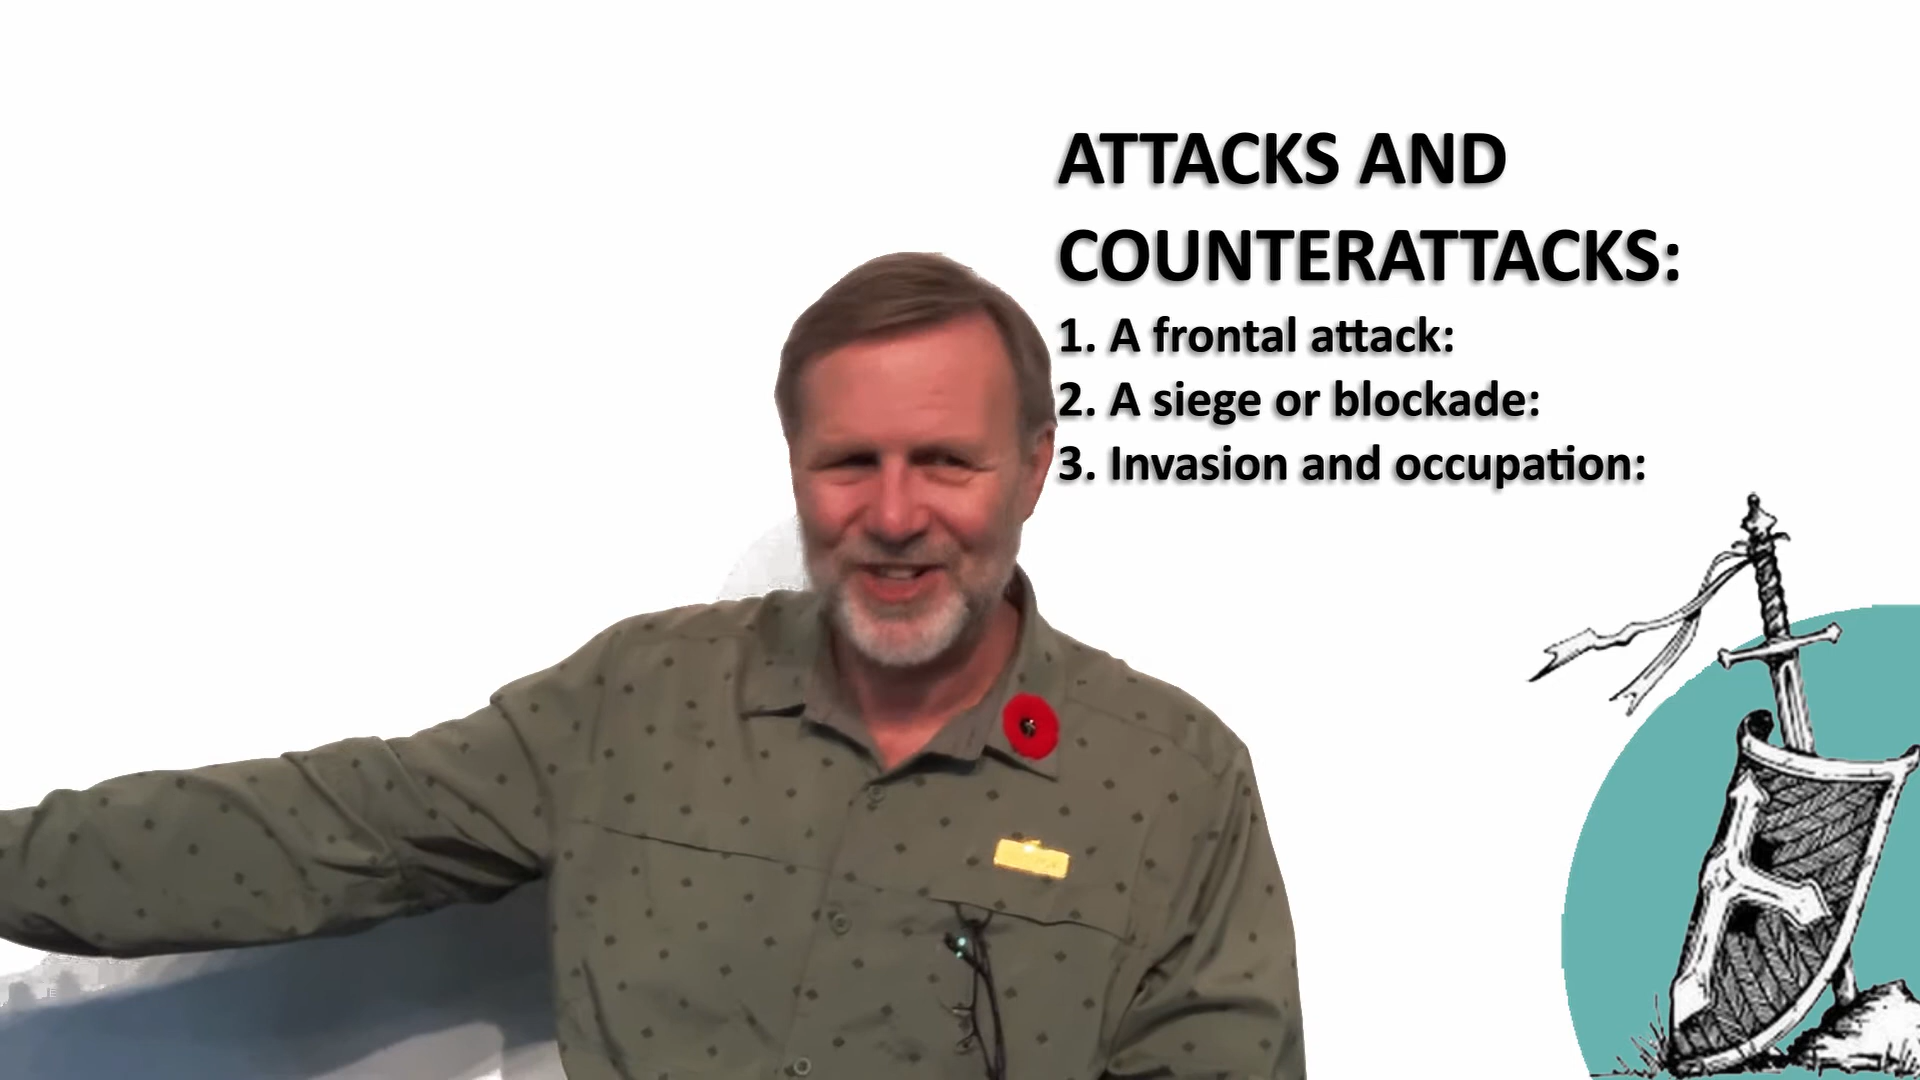 ATTACKS AND
COUNTERATTACKS:
1. A frontal attack:
2. A siege or blockade:
3. Invasion and occupation: